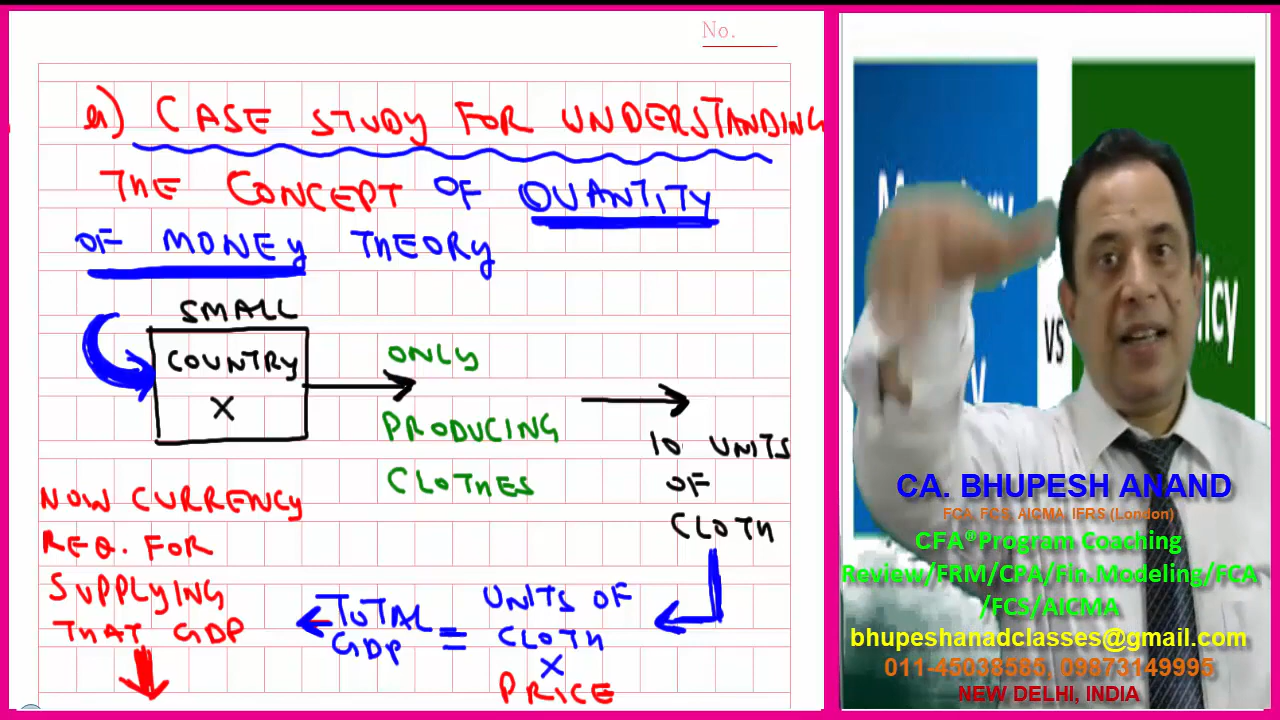 No.
a) CASE STUDY FOR UNDERSTANDING
THE CONCEPT OF QUANTITY
OF MONEY THEORY
SMALL
COUNTRY
X
ONLY
PRODUCING
CLOTHES
10 UNITS
OF
CLOTH
NOW CURRENCY
REQ. FOR
SUPPLYING
THAT GDP
TOTAL
GDP
=
UNITS OF
CLOTH
X
PRICE
VS
CA. BHUPESH ANAND
FCA, FCS, AICMA, IFRS (London)
CFA®Program Coaching
Review/FRM/CPA/Fin.Modeling/FCA
/FCS/AICMA
bhupeshanadclasses@gmail.com
011-45038585, 09873149995
NEW DELHI, INDIA